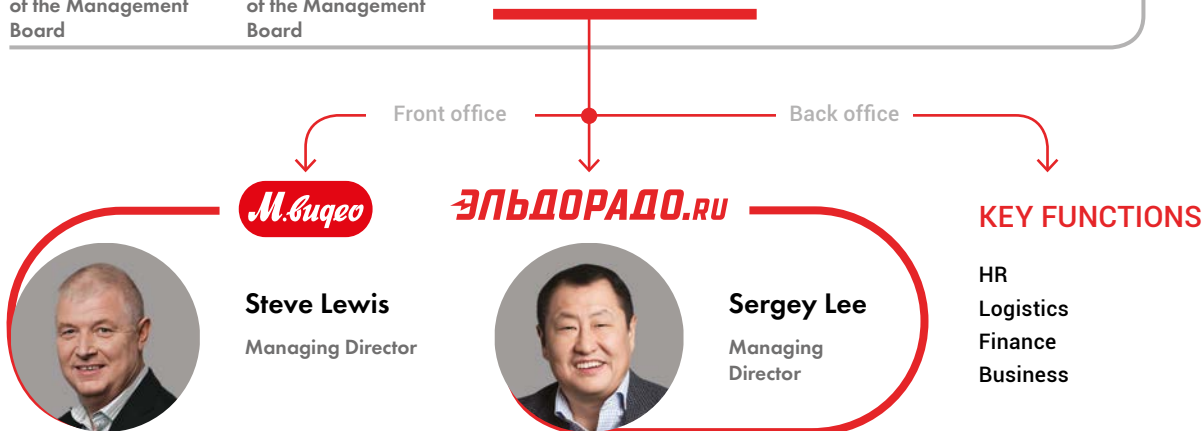 of the Management
Board
of the Management
Board
Front office
Back office
М.видео
ЭЛЬДОРАДО.RU
Steve Lewis
Managing Director
Sergey Lee
Managing
Director
KEY FUNCTIONS
HR
Logistics
Finance
Business